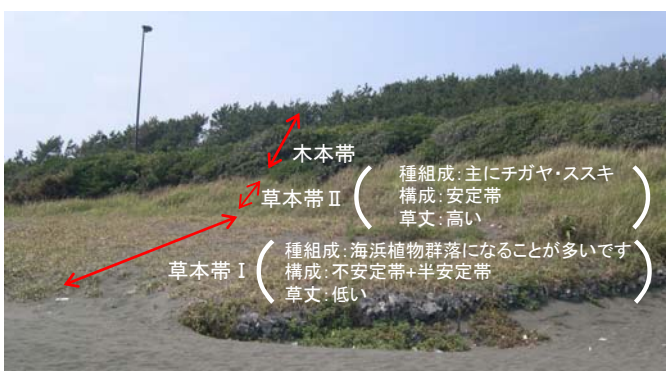 木本帯
種組成:主にチガヤ・ススキ
草本帯Ⅱ
構成:安定帯
草丈:高い
種組成:海浜植物群落になることが多いです
草本帯Ⅰ
構成:不安定帯+半安定帯
草丈:低い